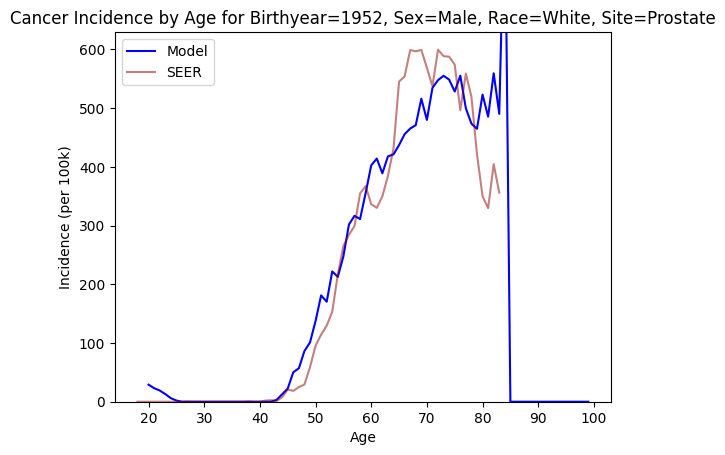 Cancer Incidence by Age for Birthyear=1952, Sex=Male, Race=White, Site=Prostate
Model
SEER
600
500
400
300
200
100
0
Incidence (per 100k)
20 30 40 50 60 70 80 90 100
Age